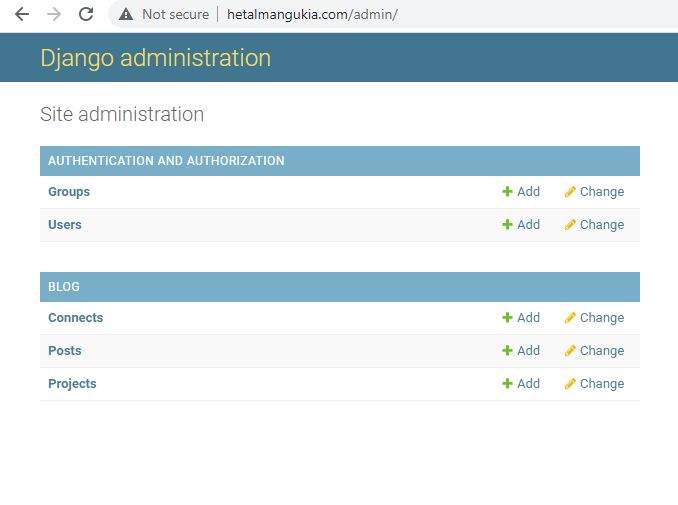 Not secure | hetalmangukia.com/admin/
Django administration
Site administration
AUTHENTICATION AND AUTHORIZATION
Groups Add Change
Users Add Change
BLOG
Connects Add Change
Posts Add Change
Projects Add Change